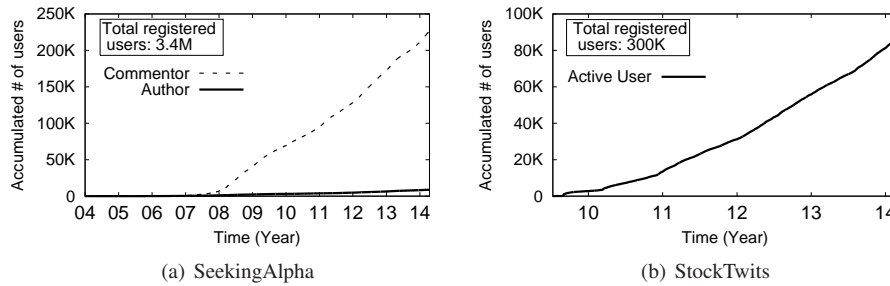 Accumulated # of users
250K
200K
150K
100K
50K
0
Total registered
users: 3.4M
Commentor
Author
04 05 06 07 08 09 10 11 12 13 14
Time (Year)
(a) SeekingAlpha
Accumulated # of users
100K
80K
60K
40K
20K
0
Total registered
users: 300K
Active User
10 11 12 13 14
Time (Year)
(b) StockTwits